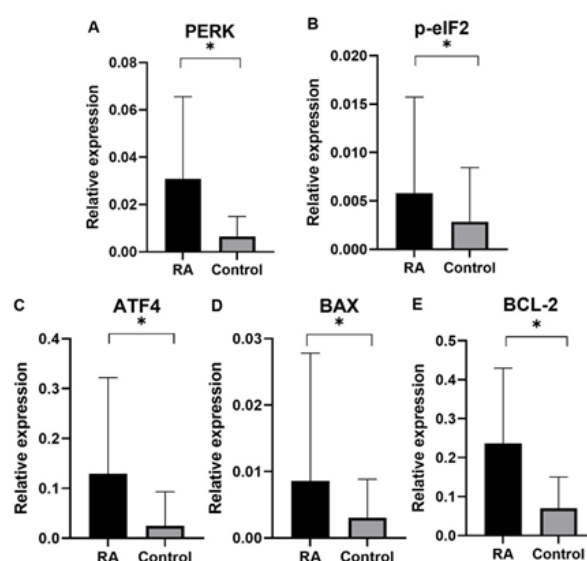 A
PERK
*
Relative expression
0.08
0.06
0.04
0.02
0.00
RA Control
B
p-eIF2
*
Relative expression
0.020
0.015
0.010
0.005
0.000
RA Control
C
ATF4
*
Relative expression
0.4
0.3
0.2
0.1
0.0
RA Control
D
BAX
*
Relative expression
0.03
0.02
0.01
0.00
RA Control
E
BCL-2
*
Relative expression
0.5
0.4
0.3
0.2
0.1
0.0
RA Control